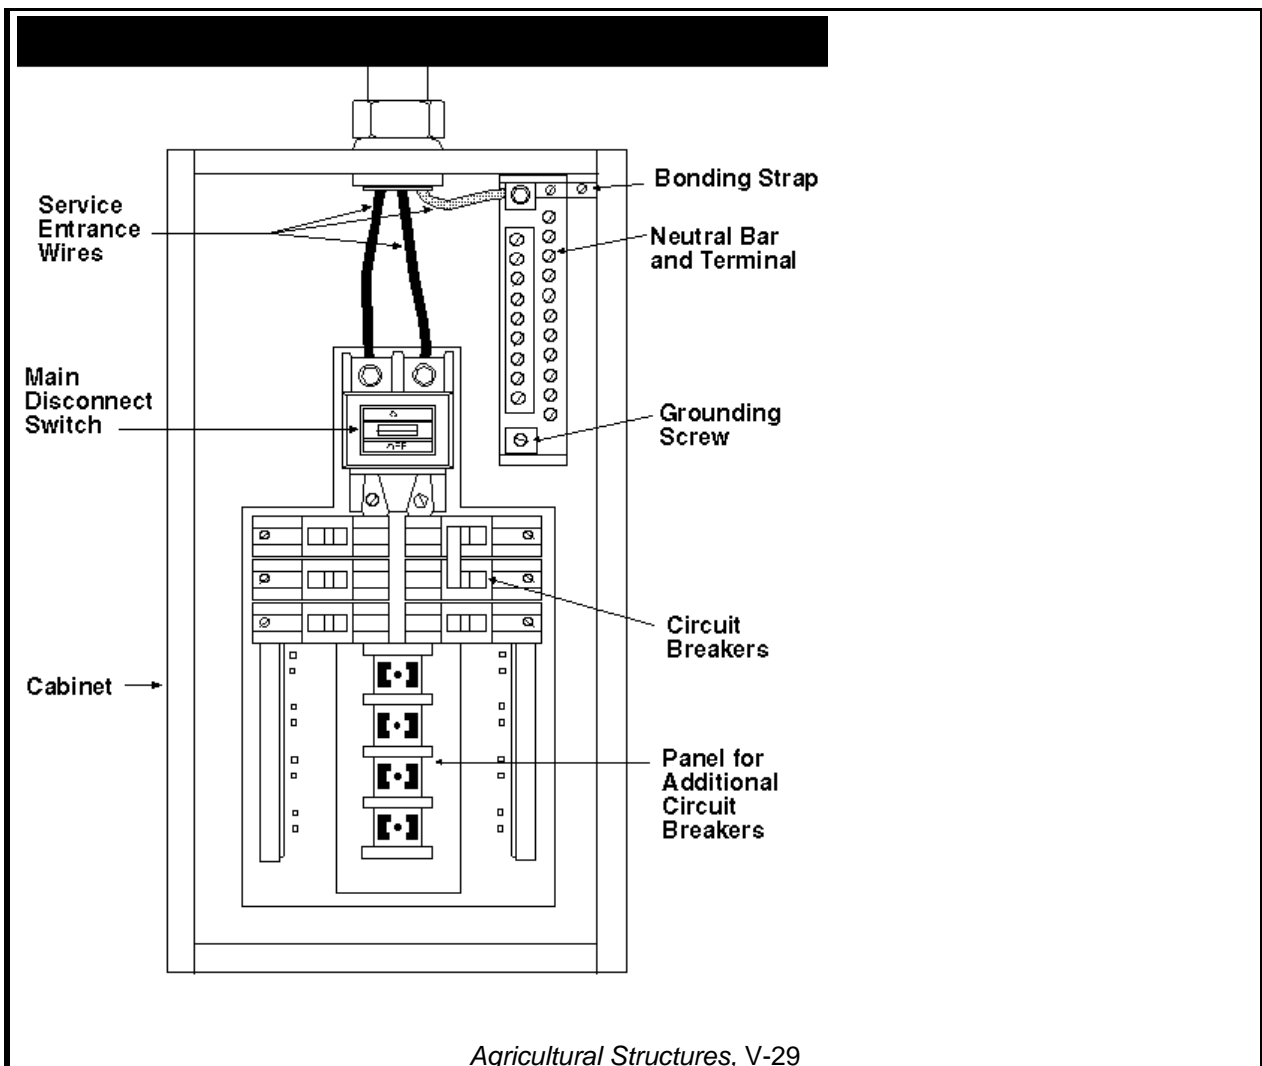 Bonding Strap
Service
Entrance
Wires
Neutral Bar
and Terminal
Main
Disconnect
Switch
OFF
Grounding
Screw
Circuit
Breakers
Cabinet
Panel for
Additional
Circuit
Breakers
Agricultural Structures, V-29